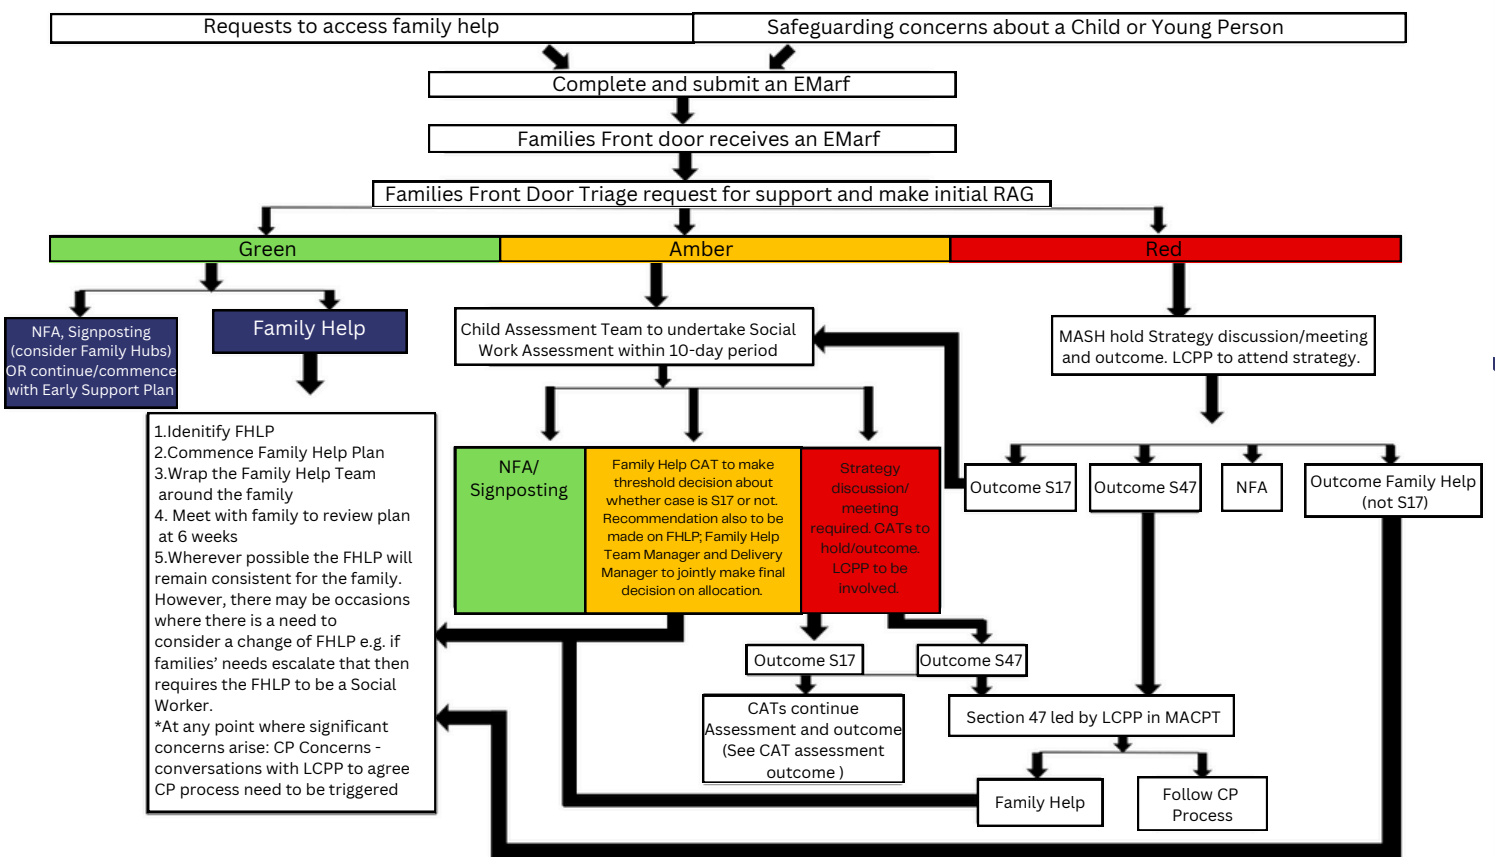 Requests to access family help
Safeguarding concerns about a Child or Young Person
Complete and submit an EMarf
Families Front door receives an EMarf
Families Front Door Triage request for support and make initial RAG
Green
Amber
Red
NFA, Signposting
(consider Family Hubs)
OR continue/commence
with Early Support Plan
Family Help
Child Assessment Team to undertake Social
Work Assessment within 10-day period
MASH hold Strategy discussion/meeting
and outcome. LCPP to attend strategy.
1.Idenitify FHLP
2.Commence Family Help Plan
3.Wrap the Family Help Team
around the family
4. Meet with family to review plan
at 6 weeks
5.Wherever possible the FHLP will
remain consistent for the family.
However, there may be occasions
where there is a need to
consider a change of FHLP e.g. if
families' needs escalate that then
requires the FHLP to be a Social
Worker.
*At any point where significant
concerns arise: CP Concerns -
conversations with LCPP to agree
CP process need to be triggered
NFA/
Signposting
Family Help CAT to make
threshold decision about
whether case is S17 or not.
Recommendation also to be
made on FHLP; Family Help
Team Manager and Delivery
Manager to jointly make final
decision on allocation.
Strategy
discussion/
meeting
required. CATs to
hold/outcome.
LCPP to be
involved.
Outcome S17
Outcome S47
NFA
Outcome Family Help
(not S17)
Outcome S17
Outcome S47
CATs continue
Assessment and outcome
(See CAT assessment
outcome )
Section 47 led by LCPP in MACPT
Family Help
Follow CP
Process